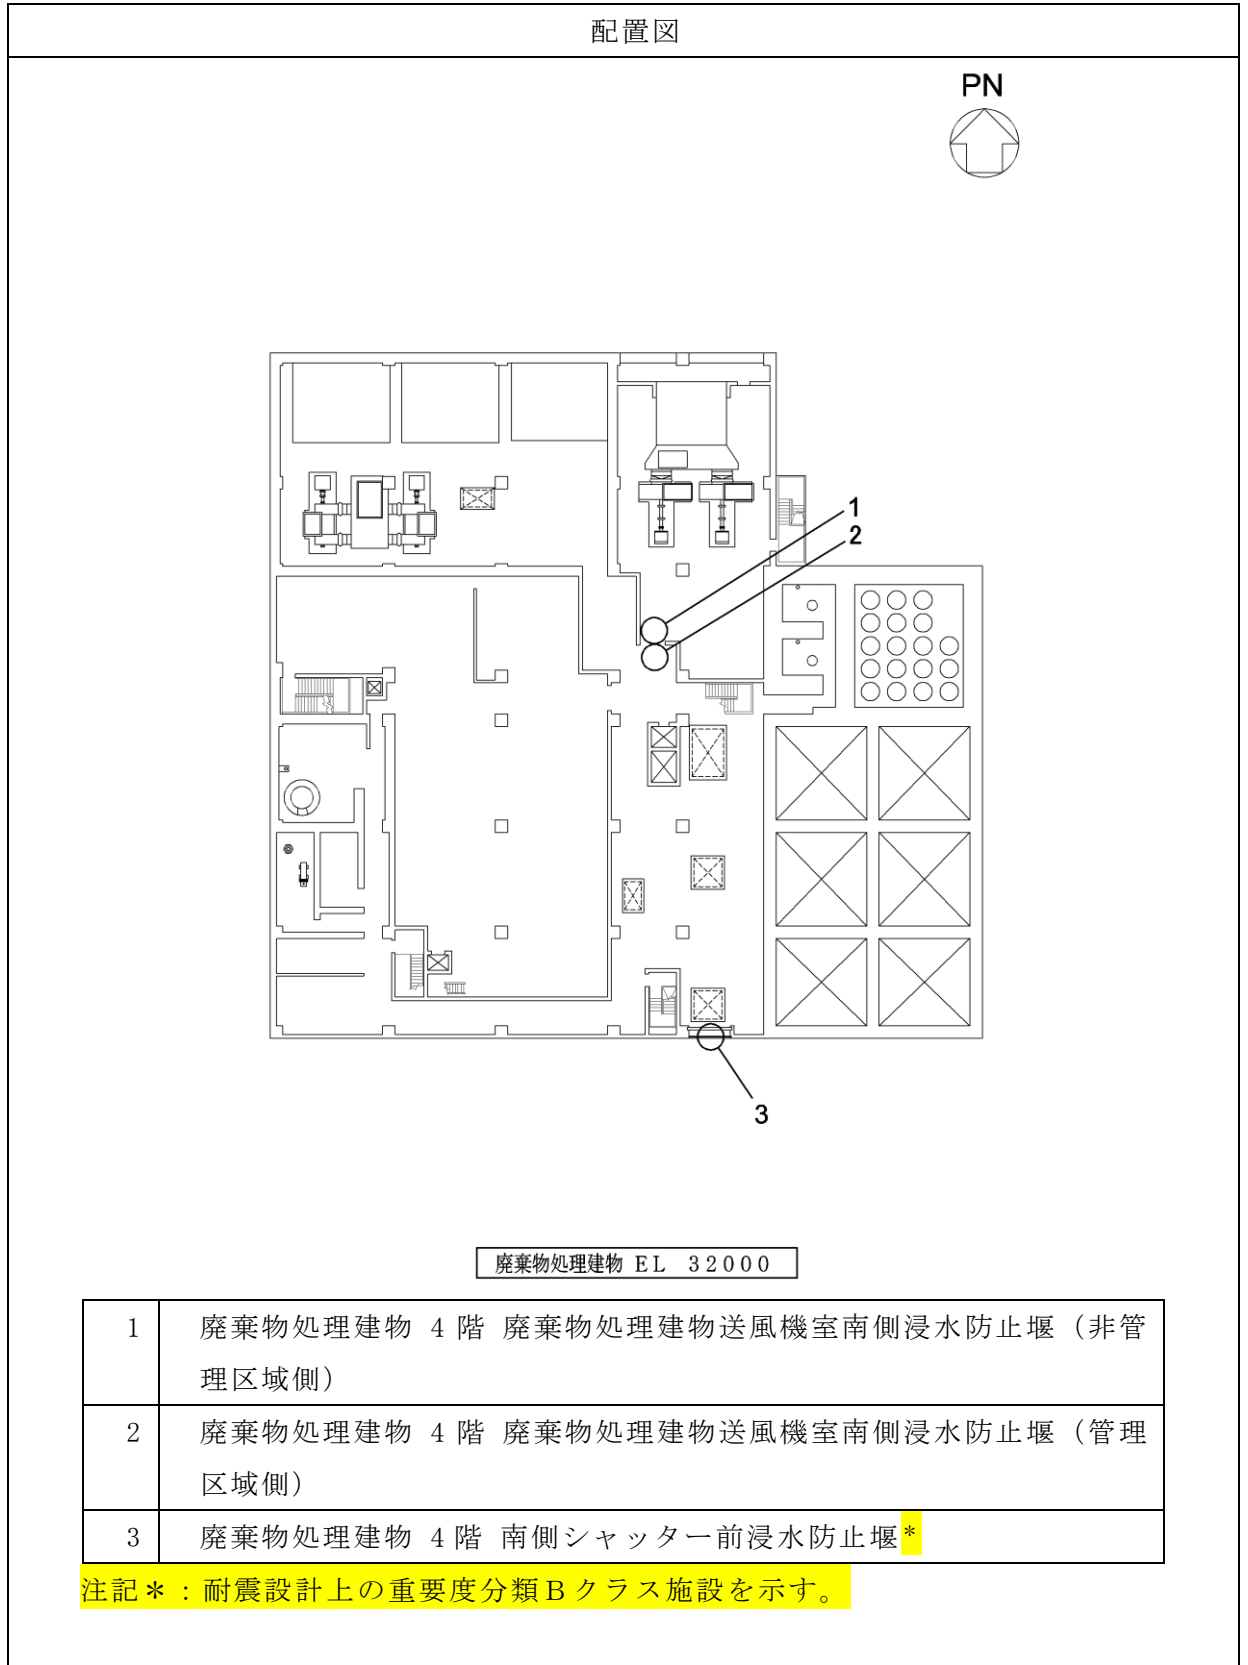 配置図
PN
1
2
3
廃棄物処理建物 EL 32000
1 廃棄物処理建物 4階 廃棄物処理建物送風機室南側浸水防止堰（非管
理区域側）
2 廃棄物処理建物 4階 廃棄物処理建物送風機室南側浸水防止堰（管理
区域側）
3 廃棄物処理建物 4階 南側シャッター前浸水防止堰*
注記＊：耐震設計上の重要度分類Ｂクラス施設を示す。